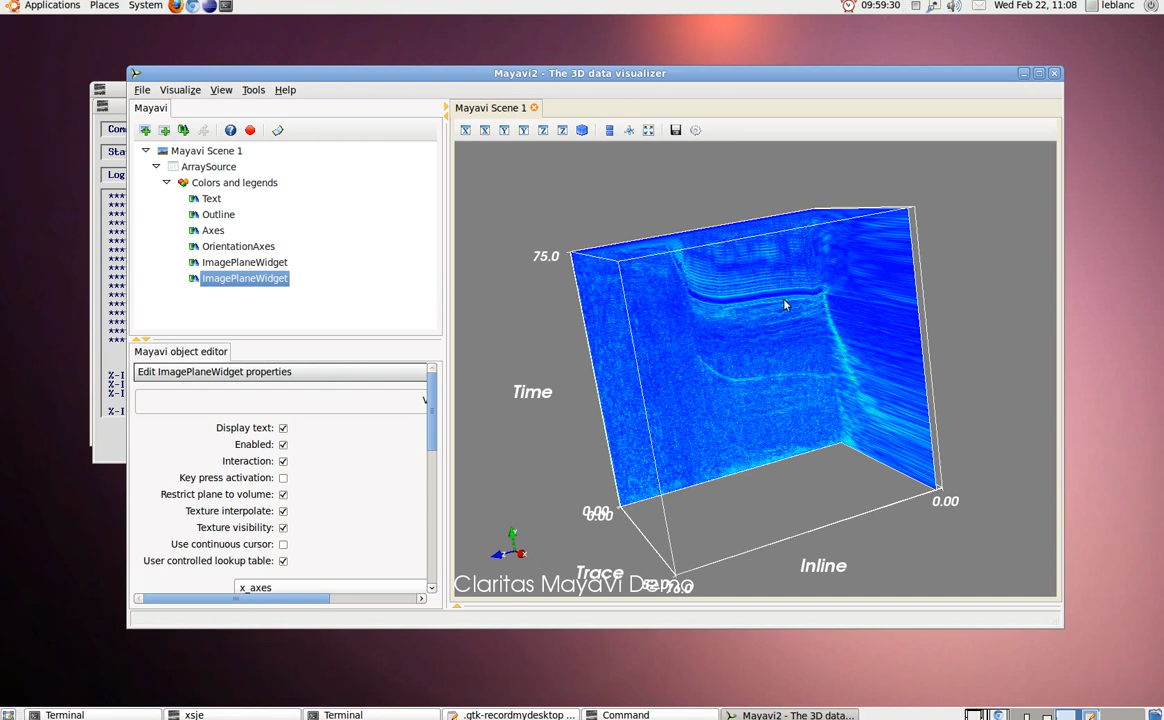 Applications Places System 09:59:30 Wed Feb 22, 11:08 leblanc
Mayavi2 - The 3D data visualizer
File Visualize View Tools Help
Mayavi
Mayavi Scene 1
Mayavi Scene 1
ArraySource
Colors and legends
Text
Outline
Axes
OrientationAxes
ImagePlaneWidget
ImagePlaneWidget
Log
Mayavi object editor
Edit ImagePlaneWidget properties
Display text:
Enabled:
Interaction:
Key press activation:
Restrict plane to volume:
Texture interpolate:
Texture visibility:
Use continuous cursor:
User controlled lookup table:
x_axes
75.0
Time
0.00
0.00
0.00
Trace
Inline
Claritas Mayavi Demo
Terminal xsje Terminal .gtk-recordmydesktop ... Command Mayavi2 - The 3D data...